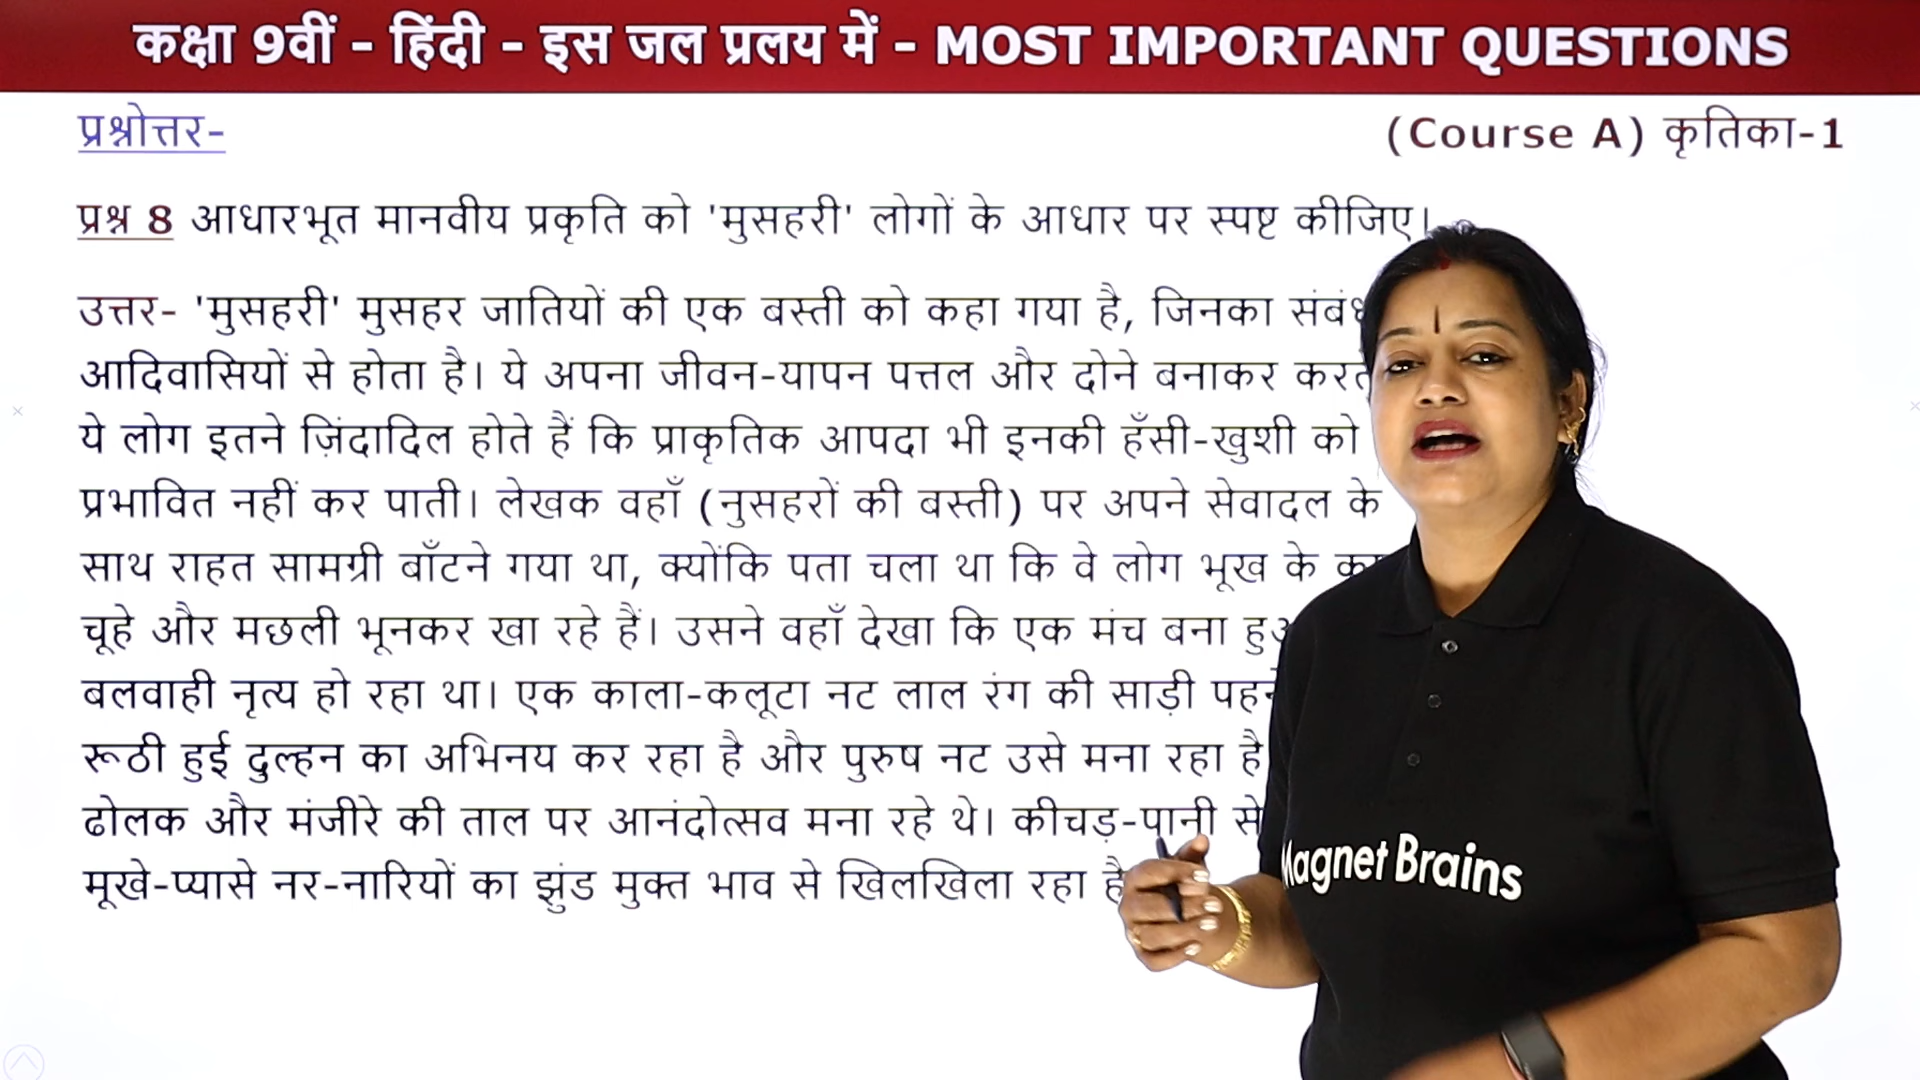 कक्षा 9वीं - हिंदी - इस जल प्रलय में - MOST IMPORTANT QUESTIONS
प्रश्नोत्तर-
(Course A) कृतिका-1
प्रश्न 8 आधारभूत मानवीय प्रकृति को 'मुसहरी' लोगों के आधार पर स्पष्ट कीजिए।
उत्तर- 'मुसहरी' मुसहर जातियों की एक बस्ती को कहा गया है, जिनका
आदिवासियों से होता है। ये अपना जीवन-यापन पत्तल और दोने बनाकर
ये लोग इतने ज़िंदादिल होते हैं कि प्राकृतिक आपदा भी इनकी हँसी-खुशी को
प्रभावित नहीं कर पाती। लेखक वहाँ (नुसहरों की बस्ती) पर अपने सेवादल के
साथ राहत सामग्री बाँटने गया था, क्योंकि पता चला था कि वे लोग भूख के
चूहे और मछली भूनकर खा रहे हैं। उसने वहाँ देखा कि एक मंच बना
बलवाही नृत्य हो रहा था। एक काला-कलूटा नट लाल रंग की साड़ी
रूठी हुई दुल्हन का अभिनय कर रहा है और पुरुष नट उसे मना रहा है
ढोलक और मंजीरे की ताल पर आनंदोत्सव मना रहे थे। कीचड़-पानी से
मूखे-प्यासे नर-नारियों का झुंड मुक्त भाव से खिलखिला रहा है
Magnet Brains